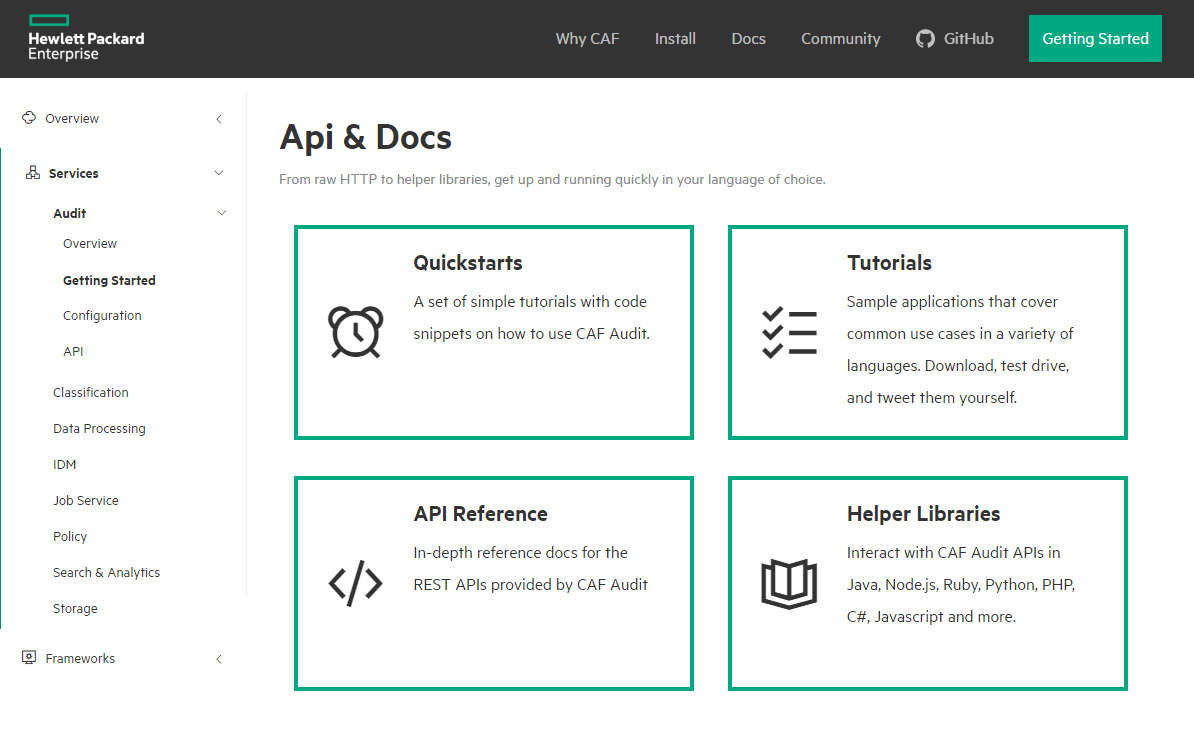 Hewlett Packard
Enterprise
Why CAF
Install
Docs
Community
GitHub
Getting Started
Overview
Services
Audit
Overview
Getting Started
Configuration
API
Classification
Data Processing
IDM
Job Service
Policy
Search & Analytics
Storage
Frameworks
Api & Docs
From raw HTTP to helper libraries, get up and running quickly in your language of choice.
Quickstarts
A set of simple tutorials with code
snippets on how to use CAF Audit.
Tutorials
Sample applications that cover
common use cases in a variety of
languages. Download, test drive,
and tweet them yourself.
API Reference
In-depth reference docs for the
REST APIs provided by CAF Audit
Helper Libraries
Interact with CAF Audit APIs in
Java, Node.js, Ruby, Python, PHP,
C#, Javascript and more.